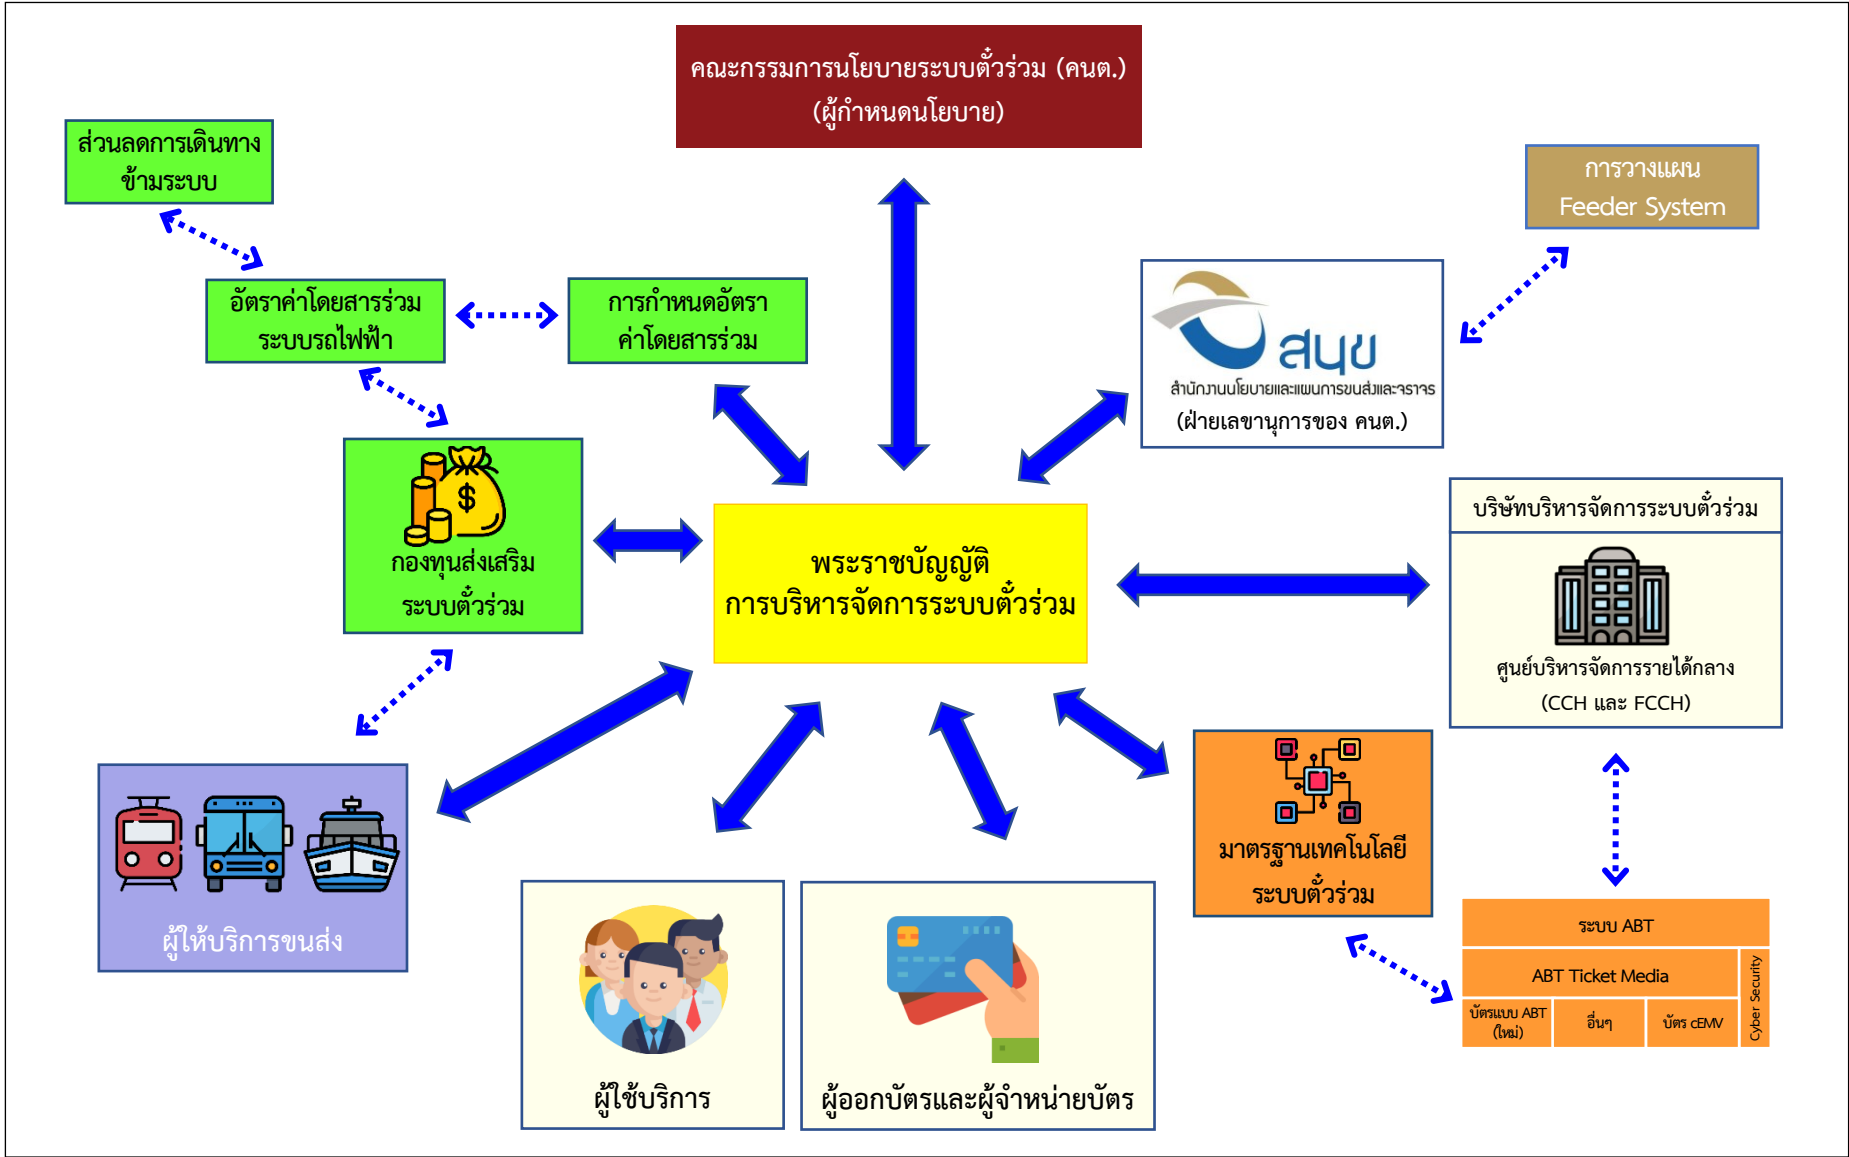 คณะกรรมการนโยบายระบบตั๋วร่วม (คนต.)
(ผู้กำหนดนโยบาย)
ส่วนลดการเดินทาง
ข้ามระบบ
การวางแผน
Feeder System
อัตราค่าโดยสารร่วม
ระบบรถไฟฟ้า
การกำหนดอัตรา
ค่าโดยสารร่วม
สนข
สำนักงานนโยบายและแผนการขนส่งและจราจร
(ฝ่ายเลขานุการของ คนต.)
$
กองทุนส่งเสริม
ระบบตั๋วร่วม
พระราชบัญญัติ
การบริหารจัดการระบบตั๋วร่วม
บริษัทบริหารจัดการระบบตั๋วร่วม
ศูนย์บริหารจัดการรายได้กลาง
(CCH และ FCCH)
ผู้ให้บริการขนส่ง
มาตรฐานเทคโนโลยี
ระบบตั๋วร่วม
ระบบ ABT
ABT Ticket Media
Cyber Security
บัตรแบบ ABT
(ใหม่)
อื่นๆ
บัตร cEMV
ผู้ใช้บริการ
ผู้ออกบัตรและผู้จำหน่ายบัตร